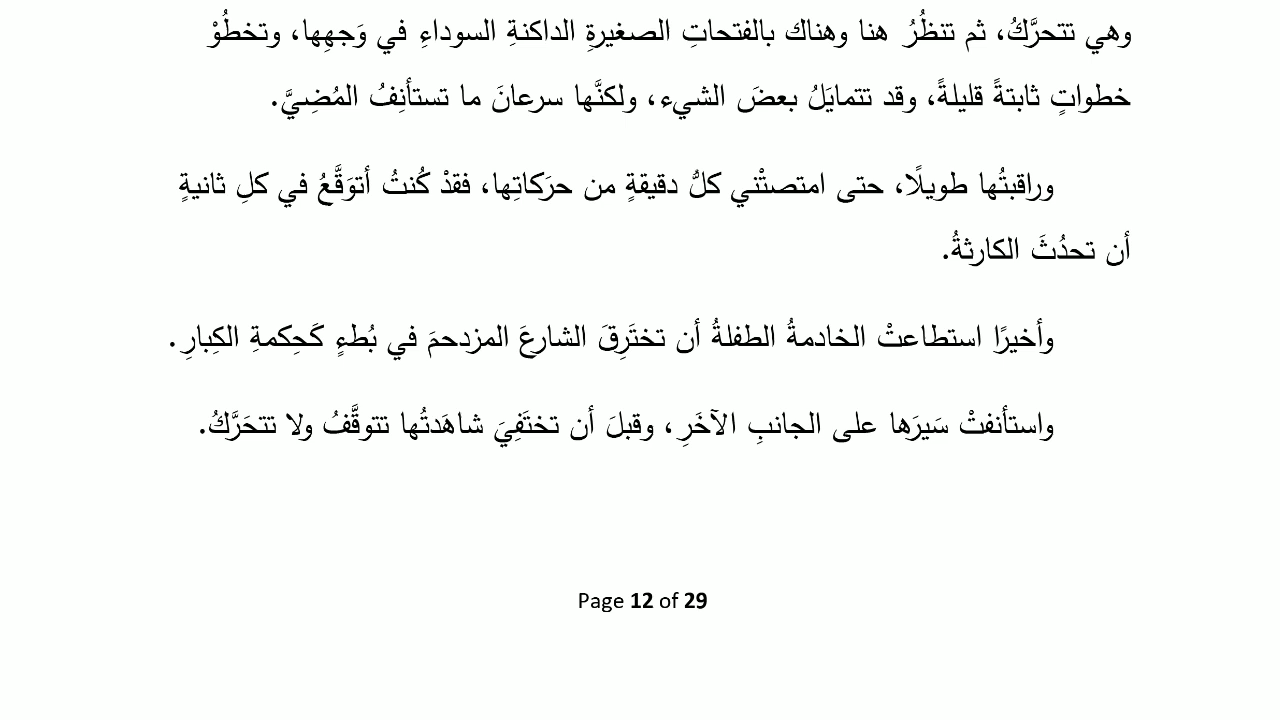 وهي تتحرَّكُ، ثم تنظُرُ هنا وهناك بالفتحاتِ الصغيرةِ الداكنةِ السوداءِ في وَجهِها، وتخطُوْ
خطواتٍ ثابتةً قليلةً، وقد تتمايَلُ بعضَ الشيء، ولكنَّها سرعانَ ما تستأنِفُ المُضِيَّ.
وراقبتُها طويلًا، حتى امتصتْني كلُّ دقيقةٍ من حرَكاتِها، فقدْ كُنتُ أتوَقَّعُ في كلِ ثانيةٍ
أن تحدُثَ الكارثةُ.
وأخيرًا استطاعتْ الخادمةُ الطفلةُ أن تختَرِقَ الشارعَ المزدحمَ في بُطءٍ كَحِكمةِ الكِبارِ.
واستأنفتْ سَيرَها على الجانبِ الآخَرِ، وقبلَ أن تختَفِيَ شاهَدتُها تتوقَّفُ ولا تتحَرَّكُ.
Page 12 of 29